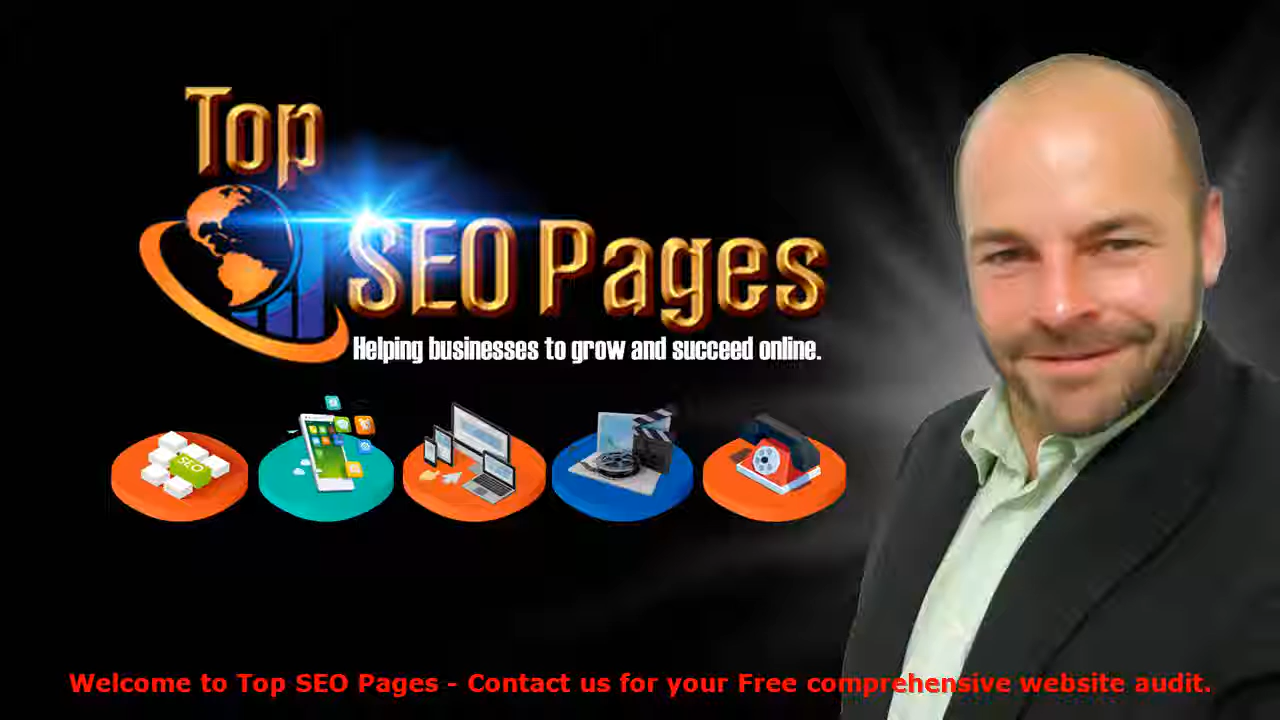 Top
SEO Pages
Helping businesses to grow and succeed online.
SEO
Welcome to Top SEO Pages - Contact us for your Free comprehensive website audit.